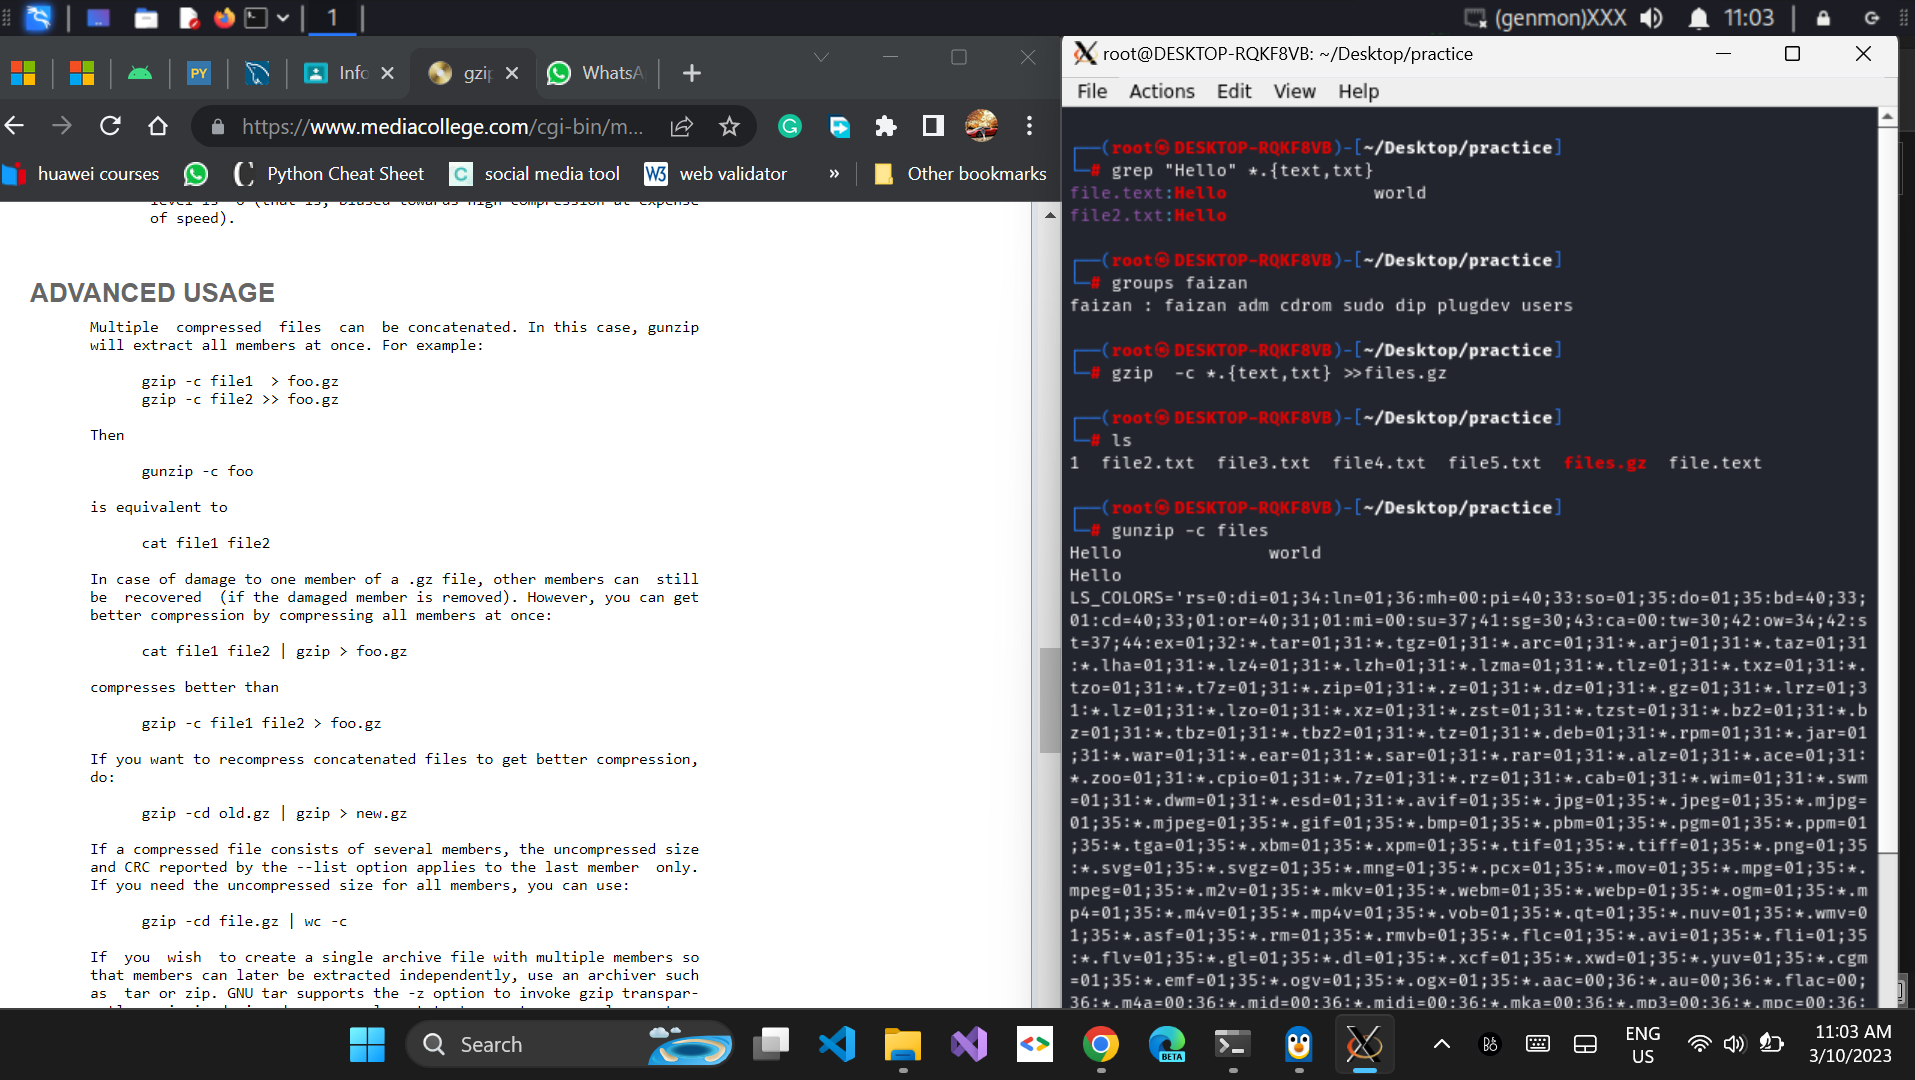 1
(genmon)XXX
11:03
PY
Info
gzip
WhatsA
https://www.mediacollege.com/cgi-bin/m...
huawei courses
Python Cheat Sheet
C
social media tool
W3
web validator
»
Other bookmarks
of speed).
ADVANCED USAGE
Multiple compressed files can be concatenated. In this case, gunzip
will extract all members at once. For example:
gzip -c file1 > foo.gz
gzip -c file2 >> foo.gz
Then
gunzip -c foo
is equivalent to
cat file1 file2
In case of damage to one member of a .gz file, other members can still
be recovered (if the damaged member is removed). However, you can get
better compression by compressing all members at once:
cat file1 file2 | gzip > foo.gz
compresses better than
gzip -c file1 file2 > foo.gz
If you want to recompress concatenated files to get better compression,
do:
gzip -cd old.gz | gzip > new.gz
If a compressed file consists of several members, the uncompressed size
and CRC reported by the --list option applies to the last member only.
If you need the uncompressed size for all members, you can use:
gzip -cd file.gz | wc -c
If you wish to create a single archive file with multiple members so
that members can later be extracted independently, use an archiver such
as tar or zip. GNU tar supports the -z option to invoke gzip transpar-
root@DESKTOP-RQKF8VB: ~/Desktop/practice
File Actions Edit View Help
┌──(root㉿DESKTOP-RQKF8VB)-[~/Desktop/practice]
└─# grep "Hello" *.{text,txt}
file.text:Hello world
file2.txt:Hello
┌──(root㉿DESKTOP-RQKF8VB)-[~/Desktop/practice]
└─# groups faizan
faizan : faizan adm cdrom sudo dip plugdev users
┌──(root㉿DESKTOP-RQKF8VB)-[~/Desktop/practice]
└─# gzip -c *.{text,txt} >>files.gz
┌──(root㉿DESKTOP-RQKF8VB)-[~/Desktop/practice]
└─# ls
1 file2.txt file3.txt file4.txt file5.txt files.gz file.text
┌──(root㉿DESKTOP-RQKF8VB)-[~/Desktop/practice]
└─# gunzip -c files
Hello world
Hello
LS_COLORS='rs=0:di=01;34:ln=01;36:mh=00:pi=40;33:so=01;35:do=01;35:bd=40;33;
01:cd=40;33;01:or=40;31;01:mi=00:su=37;41:sg=30;43:ca=00:tw=30;42:ow=34;42:s
t=37;44:ex=01;32:*.tar=01;31:*.tgz=01;31:*.arc=01;31:*.arj=01;31:*.taz=01;31
:*.lha=01;31:*.lz4=01;31:*.lzh=01;31:*.lzma=01;31:*.tlz=01;31:*.txz=01;31:*.
tzo=01;31:*.t7z=01;31:*.zip=01;31:*.z=01;31:*.dz=01;31:*.gz=01;31:*.lrz=01;3
1:*.lz=01;31:*.lzo=01;31:*.xz=01;31:*.zst=01;31:*.tzst=01;31:*.bz2=01;31:*.b
z=01;31:*.tbz=01;31:*.tbz2=01;31:*.tz=01;31:*.deb=01;31:*.rpm=01;31:*.jar=01
;31:*.war=01;31:*.ear=01;31:*.sar=01;31:*.rar=01;31:*.alz=01;31:*.ace=01;31:
*.zoo=01;31:*.cpio=01;31:*.7z=01;31:*.rz=01;31:*.cab=01;31:*.wim=01;31:*.swm
=01;31:*.dwm=01;31:*.esd=01;31:*.avif=01;35:*.jpg=01;35:*.jpeg=01;35:*.mjpg=
01;35:*.mjpeg=01;35:*.gif=01;35:*.bmp=01;35:*.pbm=01;35:*.pgm=01;35:*.ppm=01
;35:*.tga=01;35:*.xbm=01;35:*.xpm=01;35:*.tif=01;35:*.tiff=01;35:*.png=01;35
:*.svg=01;35:*.svgz=01;35:*.mng=01;35:*.pcx=01;35:*.mov=01;35:*.mpg=01;35:*.
mpeg=01;35:*.m2v=01;35:*.mkv=01;35:*.webm=01;35:*.webp=01;35:*.ogm=01;35:*.m
p4=01;35:*.m4v=01;35:*.mp4v=01;35:*.vob=01;35:*.qt=01;35:*.nuv=01;35:*.wmv=0
1;35:*.asf=01;35:*.rm=01;35:*.rmvb=01;35:*.flc=01;35:*.avi=01;35:*.fli=01;35
:*.flv=01;35:*.gl=01;35:*.dl=01;35:*.xcf=01;35:*.xwd=01;35:*.yuv=01;35:*.cgm
=01;35:*.emf=01;35:*.ogv=01;35:*.ogx=01;35:*.aac=00;36:*.au=00;36:*.flac=00;
36:*.m4a=00;36:*.mid=00;36:*.midi=00;36:*.mka=00;36:*.mp3=00;36:*.mpc=00;36:
Search
BETA
ENG
US
11:03 AM
3/10/2023